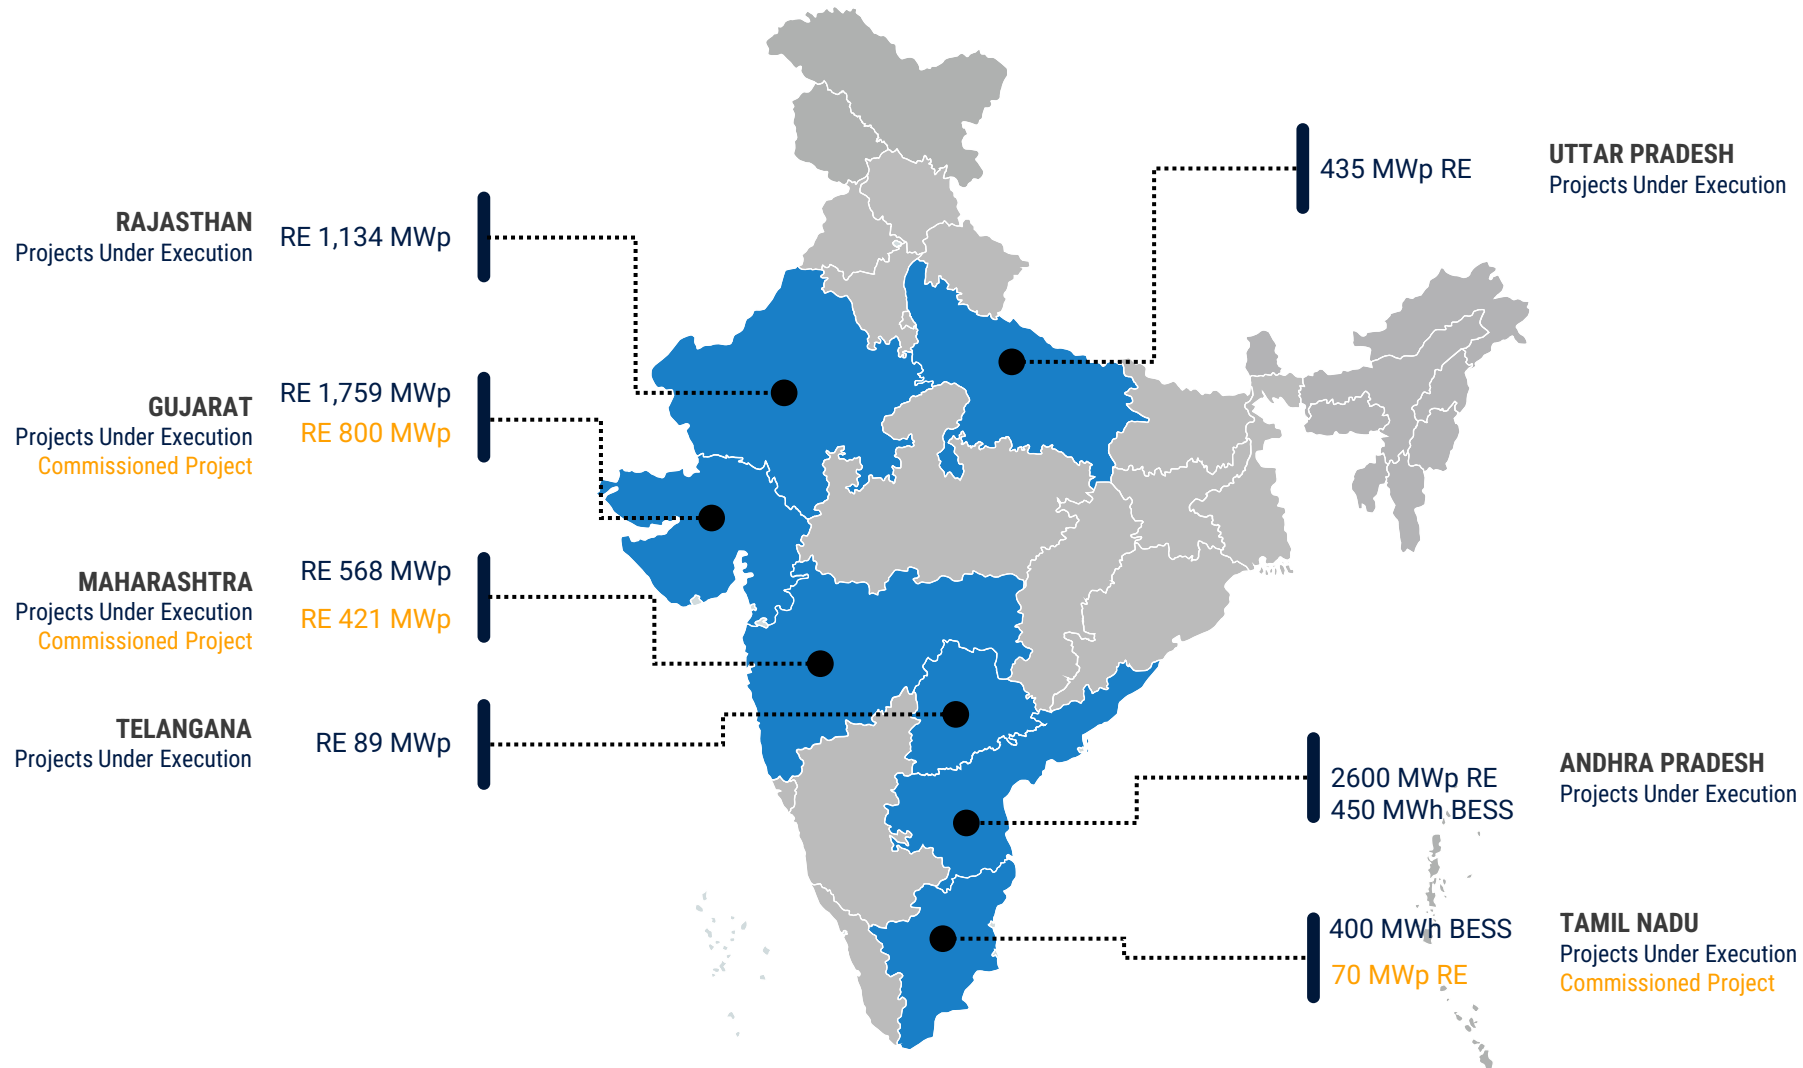 RAJASTHAN
Projects Under Execution
RE 1,134 MWp
GUJARAT
Projects Under Execution
Commissioned Project
RE 1,759 MWp
RE 800 MWp
MAHARASHTRA
Projects Under Execution
Commissioned Project
RE 568 MWp
RE 421 MWp
TELANGANA
Projects Under Execution
RE 89 MWp
435 MWp RE
UTTAR PRADESH
Projects Under Execution
2600 MWp RE
450 MWh BESS
ANDHRA PRADESH
Projects Under Execution
400 MWh BESS
70 MWp RE
TAMIL NADU
Projects Under Execution
Commissioned Project